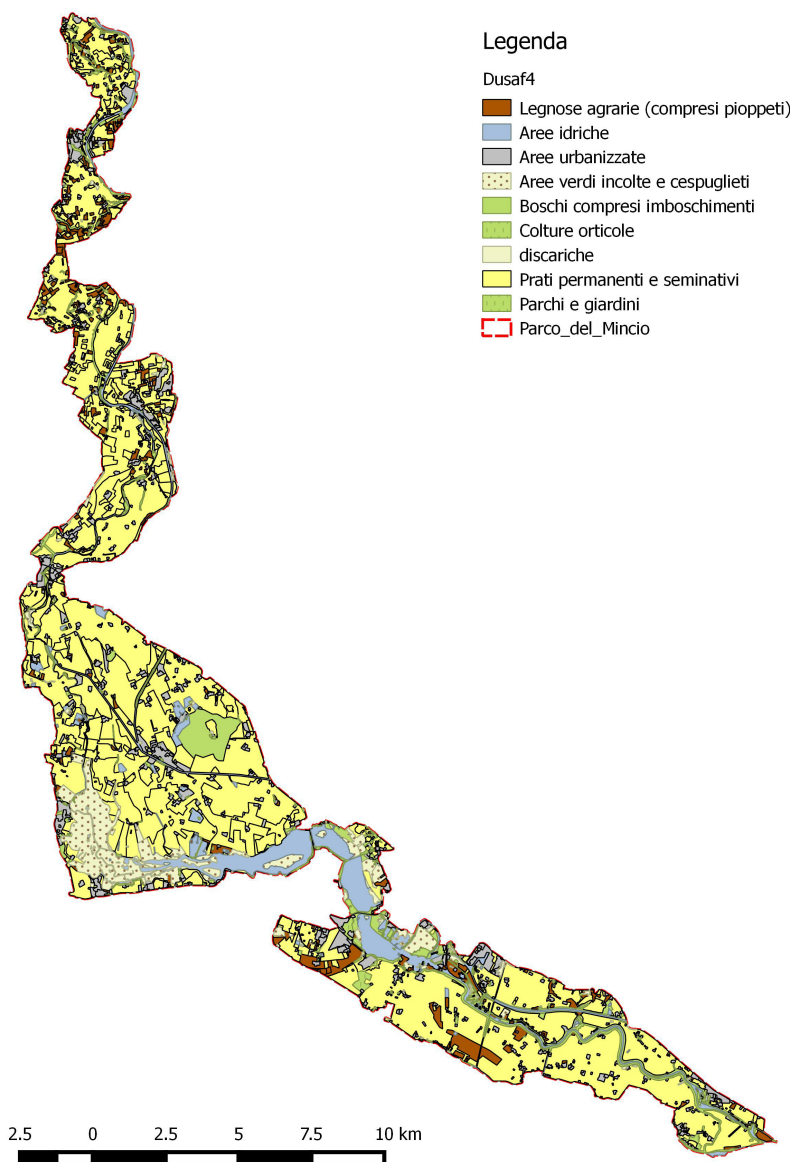 Legenda
Dusaf4
Legnose agrarie (compresi pioppeti)
Aree idriche
Aree urbanizzate
Aree verdi incolte e cespuglieti
Boschi compresi imboschimenti
Colture orticole
discariche
Prati permanenti e seminativi
Parchi e giardini
Parco_del_Mincio
2.5 0 2.5 5 7.5 10 km